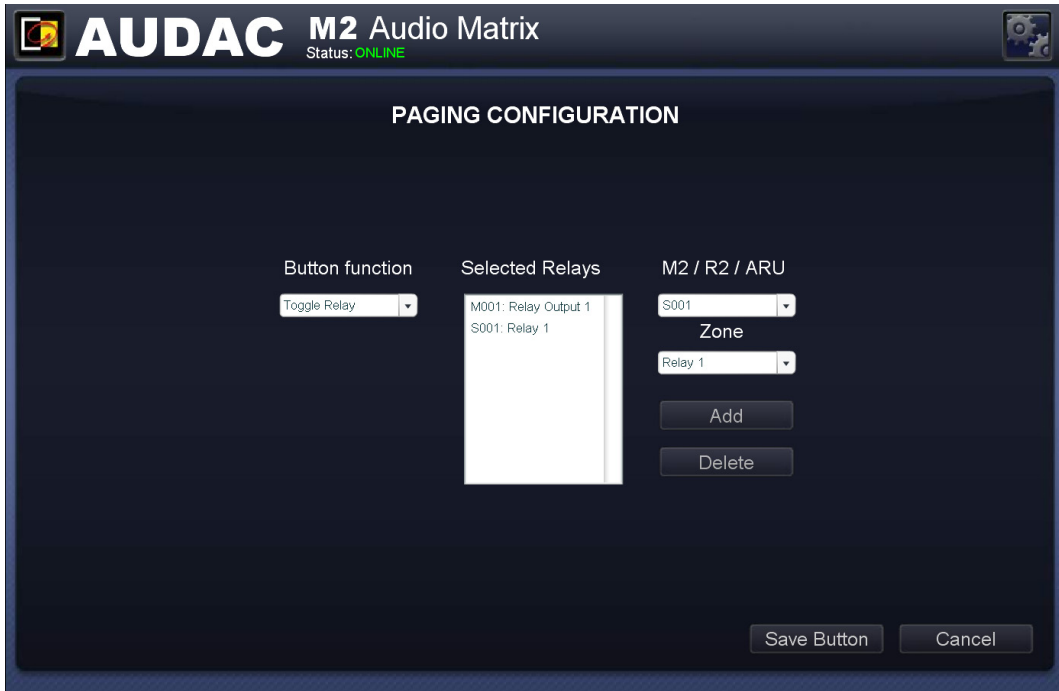 AUDAC M2 Audio Matrix
Status: ONLINE
PAGING CONFIGURATION
Button function
Toggle Relay
Selected Relays
M001: Relay Output 1
S001: Relay 1
M2 / R2 / ARU
S001
Zone
Relay 1
Add
Delete
Save Button
Cancel